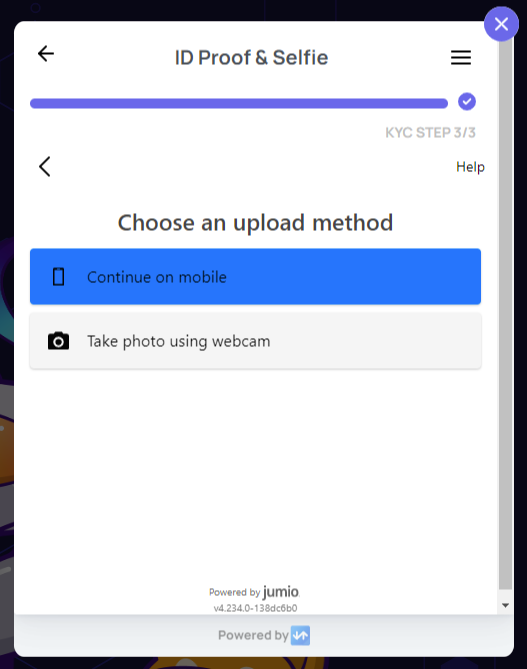 ID Proof & Selfie
KYC STEP 3/3
Help
Choose an upload method
Continue on mobile
Take photo using webcam
Powered by jumio
v4.234.0-138dc6b0
Powered by